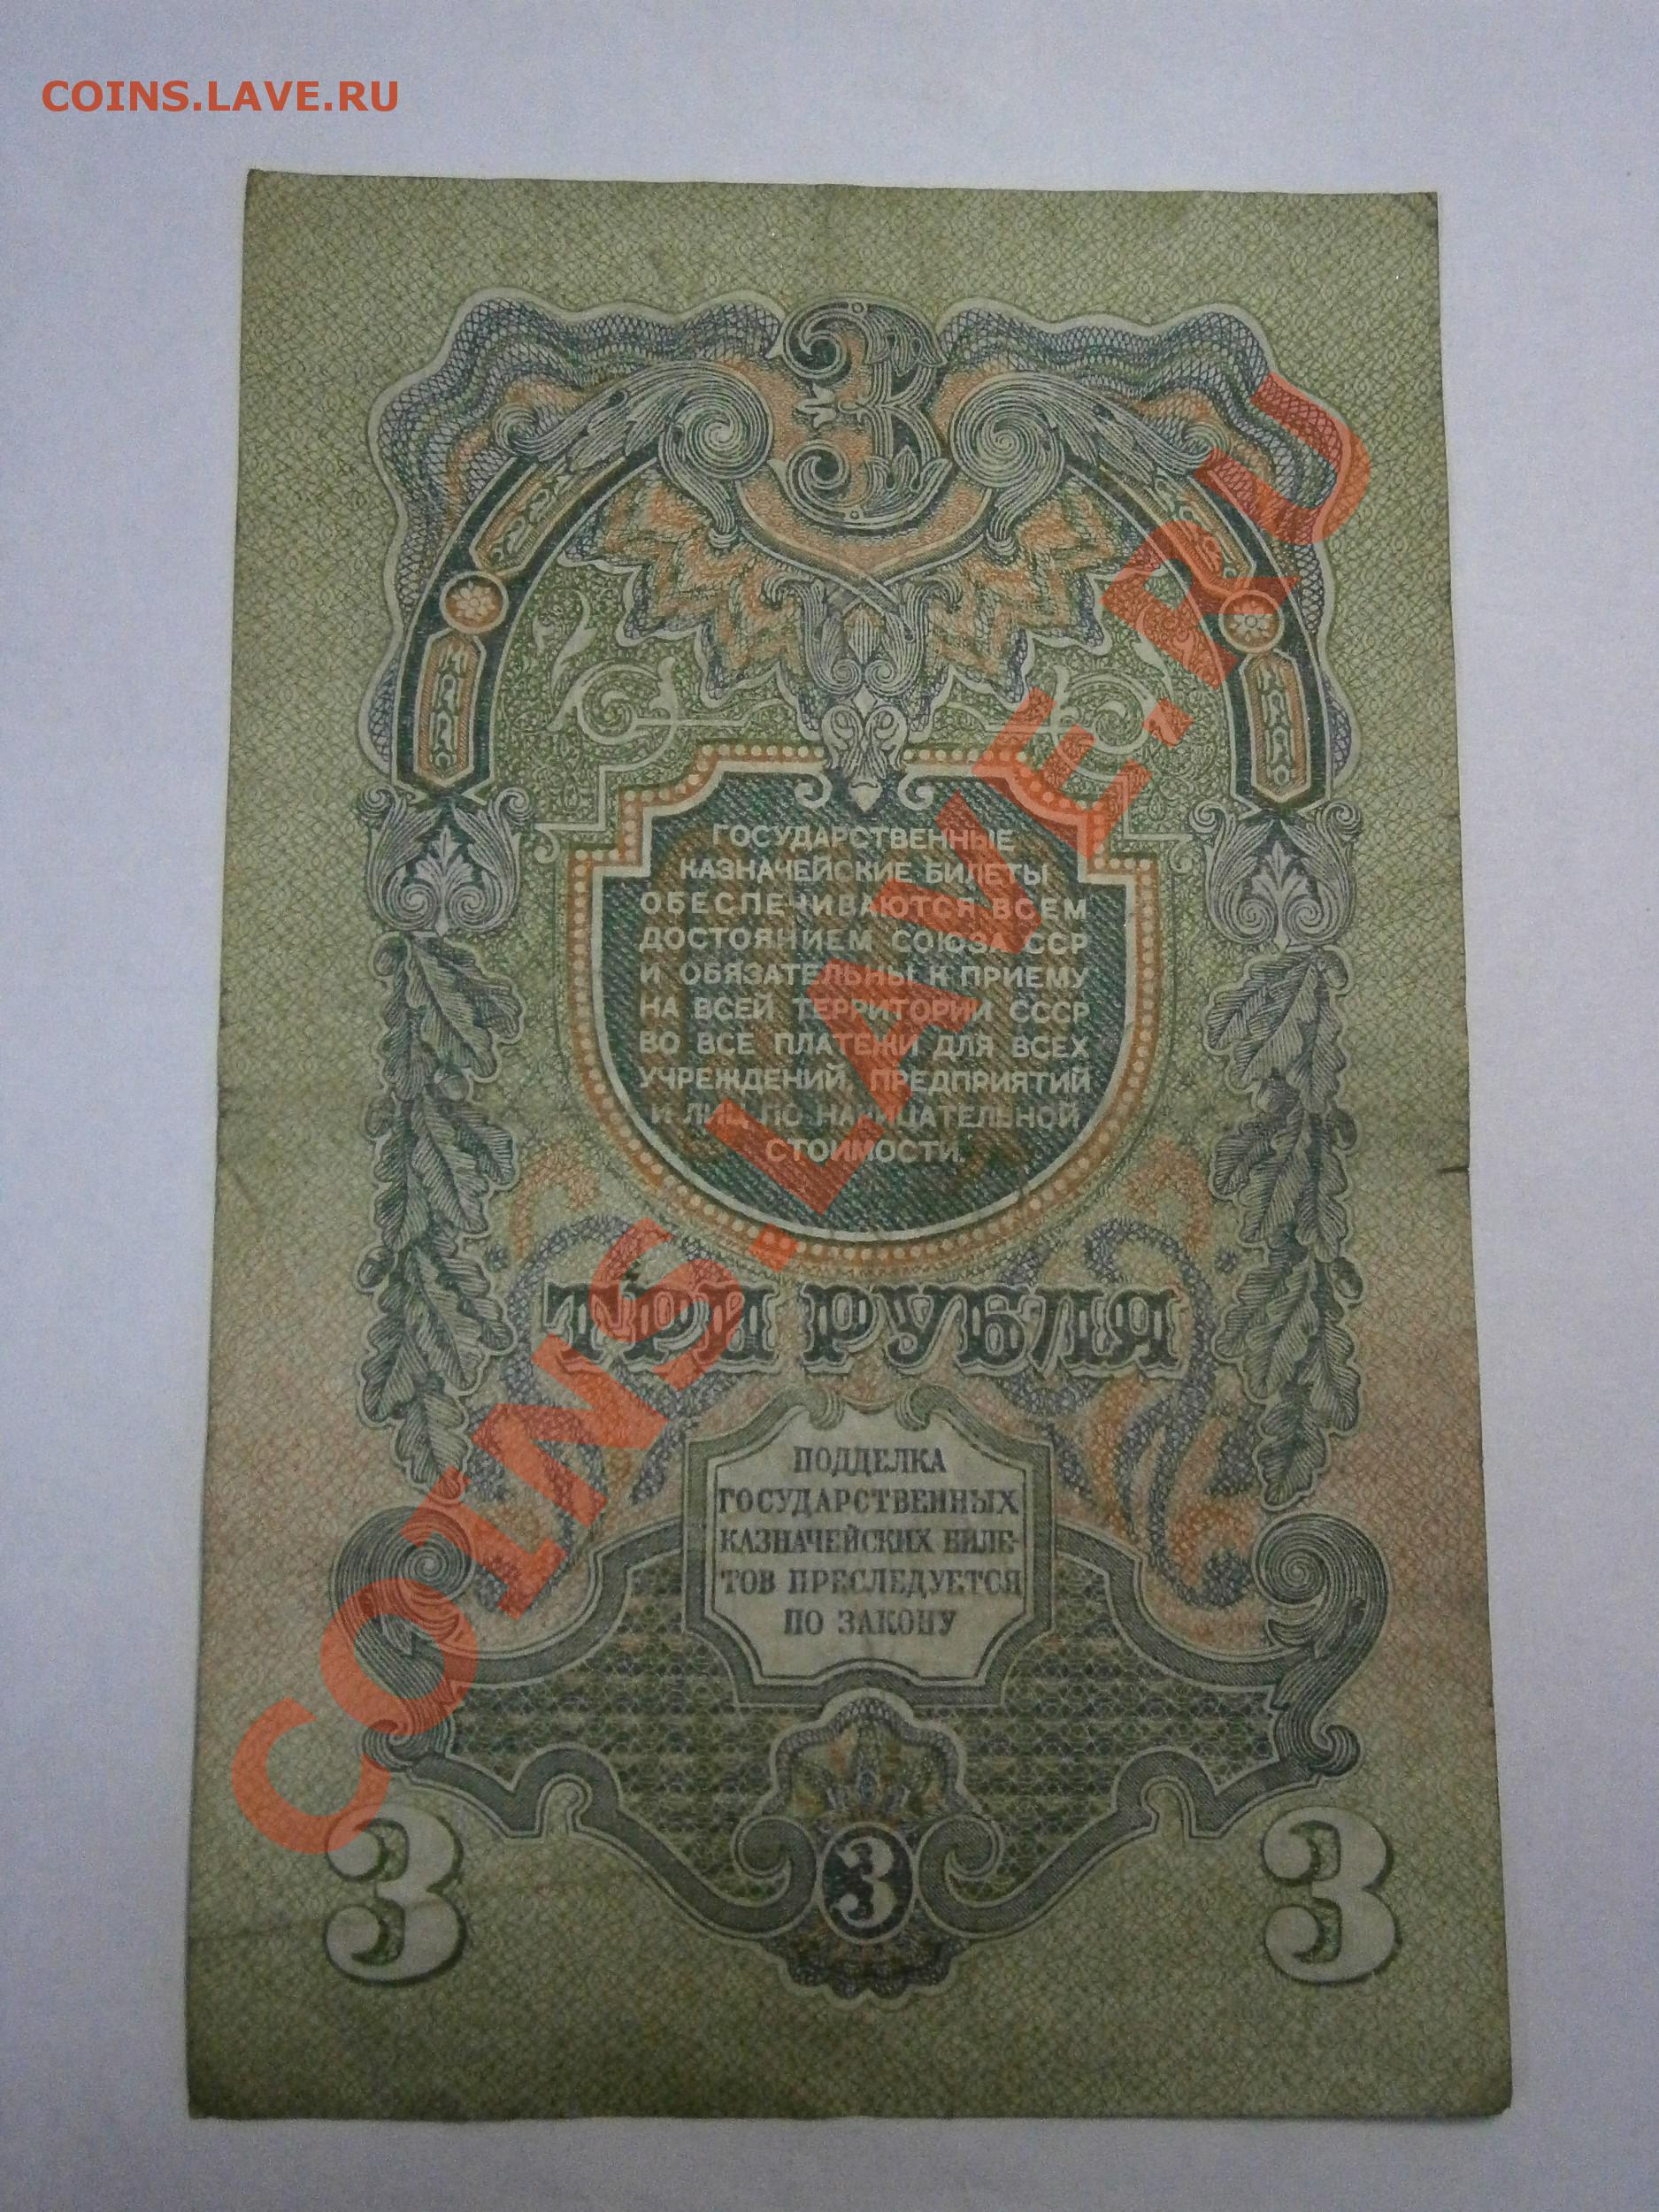 COINS.LAVE.RU
3
ГОСУДАРСТВЕННЫЕ
КАЗНАЧЕЙСКИЕ БИЛЕТЫ
ОБЕСПЕЧИВАЮТСЯ ВСЕМ
ДОСТОЯНИЕМ СОЮЗА ССР
И ОБЯЗАТЕЛЬНЫ К ПРИЕМУ
НА ВСЕЙ ТЕРРИТОРИИ СССР
ВО ВСЕ ПЛАТЕЖИ ДЛЯ ВСЕХ
УЧРЕЖДЕНИЙ, ПРЕДПРИЯТИЙ
И ЛИЦ ПО НАРИЦАТЕЛЬНОЙ
СТОИМОСТИ.
ТРИ РУБЛЯ
ПОДДЕЛКА
ГОСУДАРСТВЕННЫХ
КАЗНАЧЕЙСКИХ БИЛЕ-
ТОВ ПРЕСЛЕДУЕТСЯ
ПО ЗАКОНУ
3 3 3
COINS.LAVE.RU